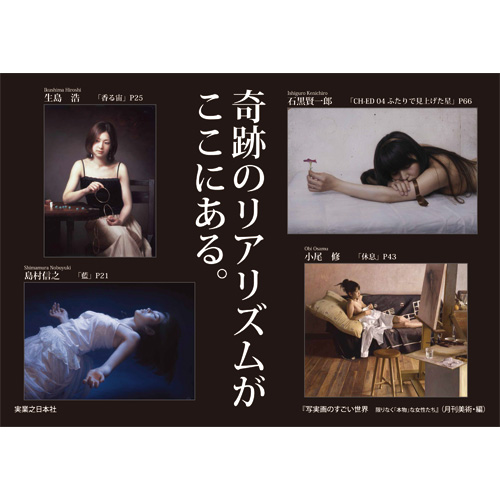 Ikushima Hiroshi
生島 浩 「香る宙」P25
Shimamura Nobuyuki
島村信之 「藍」P21
奇跡のリアリズムが
ここにある。
Ishiguro Kenichiro
石黒賢一郎 「CH-ED 04 ふたりで見上げた星」P66
Obi Osamu
小尾 修 「休息」P43
実業之日本社
『写実画のすごい世界 限りなく「本物」な女性たち』(月刊美術・編)